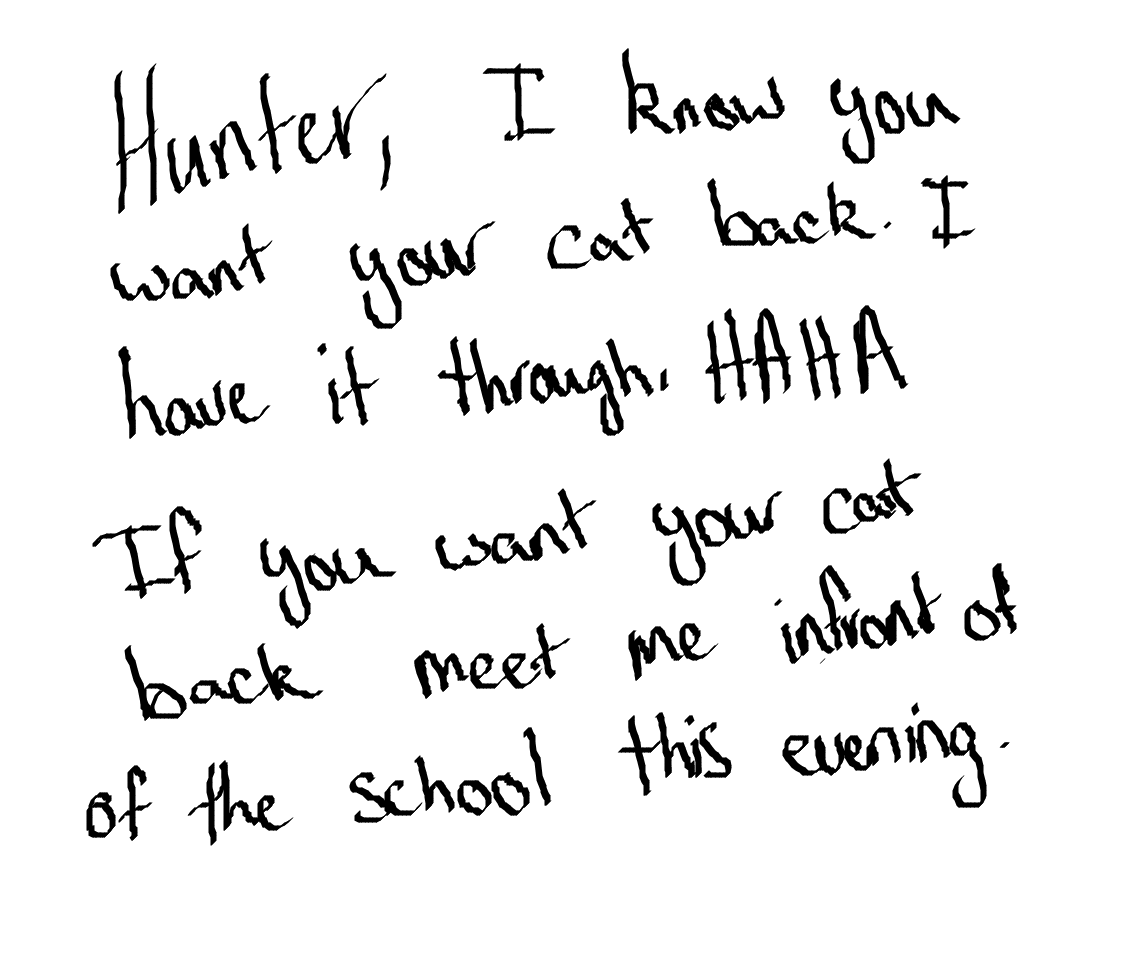 Hunter, I know you
want your cat back. I
have it through. HAHA
If you want your cat
back meet me infront of
of the school this evening.